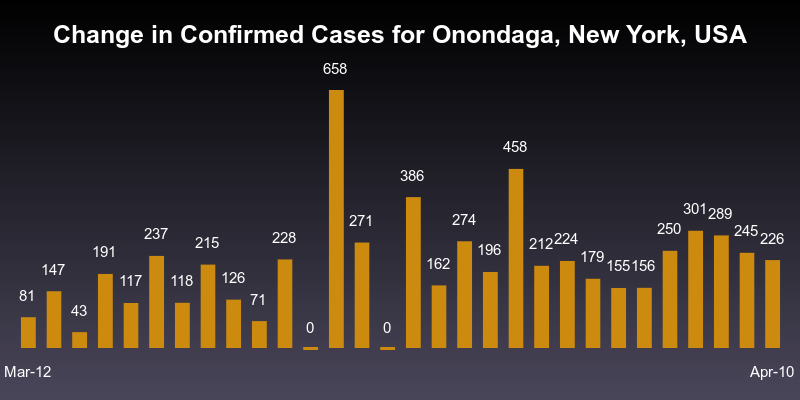 Change in Confirmed Cases for Onondaga, New York, USA
81 147 43 191 117 237 118 215 126 71 228 0 658 271 0 386 162 274 196 458 212 224 179 155 156 250 301 289 245 226
Mar-12 Apr-10